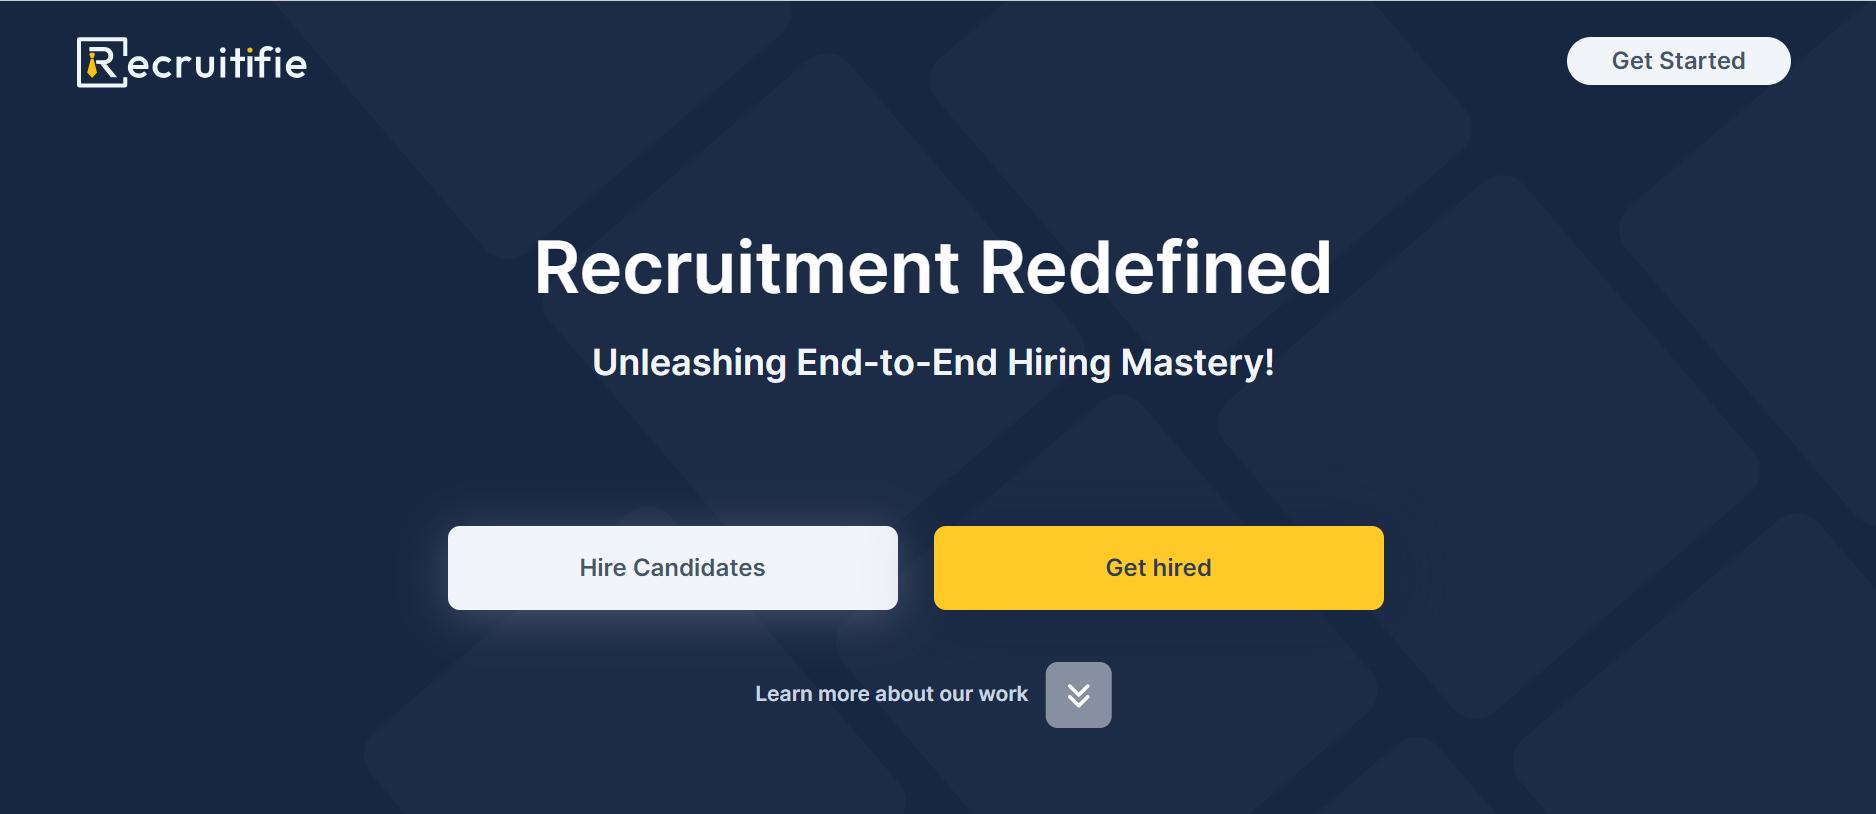 Recruitifie
Get Started
Recruitment Redefined
Unleashing End-to-End Hiring Mastery!
Hire Candidates
Get hired
Learn more about our work